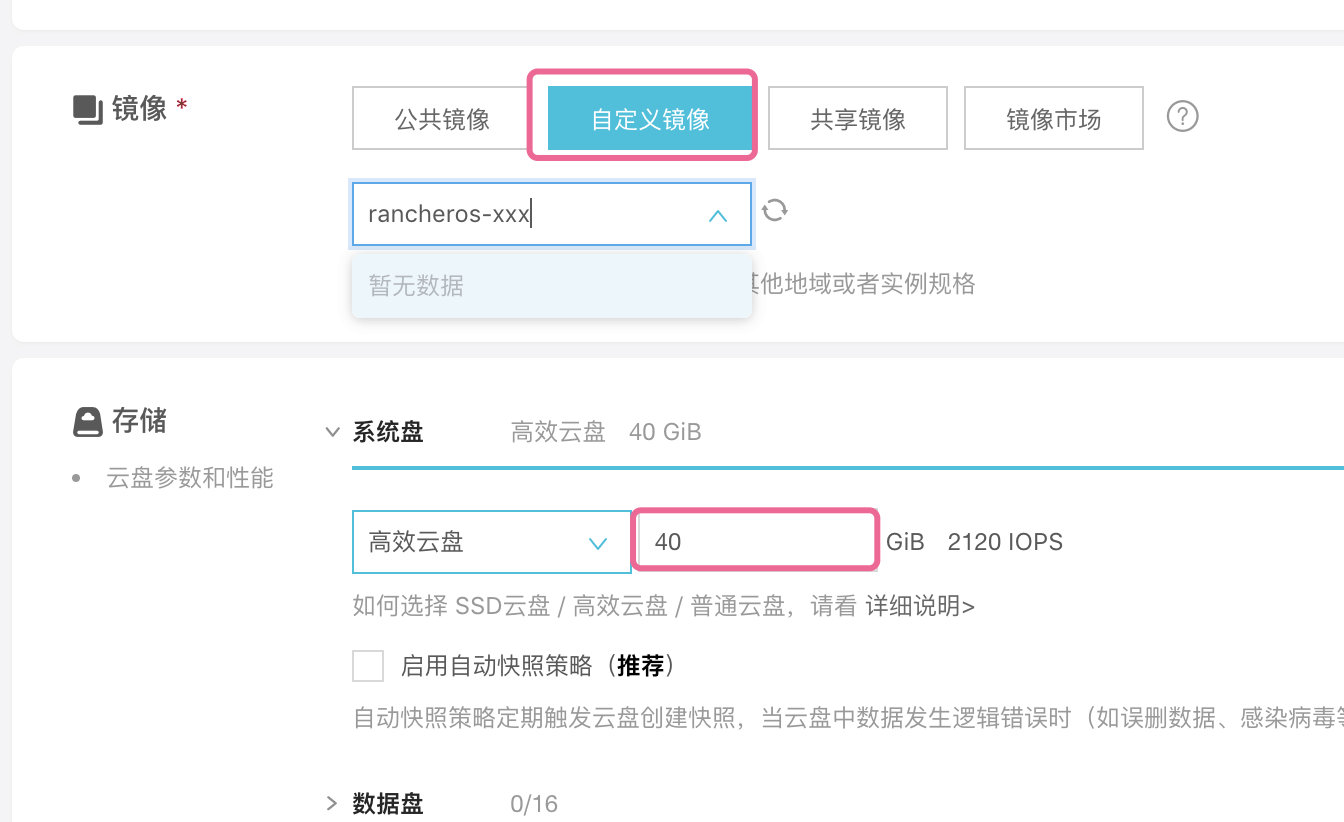 镜像 *
公共镜像 自定义镜像 共享镜像 镜像市场 ?
rancheros-xxx
暂无数据 他地域或者实例规格
存储
系统盘 高效云盘 40 GiB
• 云盘参数和性能
高效云盘 40 GiB 2120 IOPS
如何选择 SSD云盘 / 高效云盘 / 普通云盘，请看 详细说明>
启用自动快照策略（推荐）
自动快照策略定期触发云盘创建快照，当云盘中数据发生逻辑错误时（如误删数据、感染病毒
数据盘 0/16